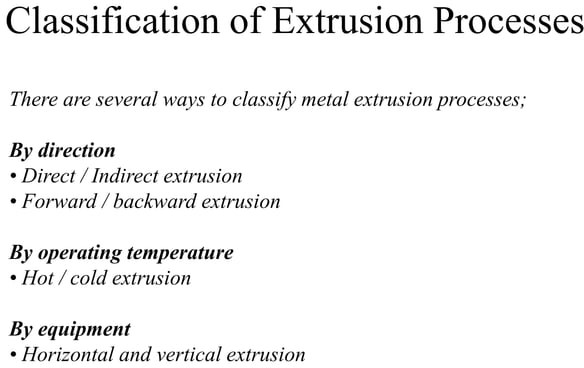 Classification of Extrusion Processes
There are several ways to classify metal extrusion processes;
By direction
• Direct / Indirect extrusion
• Forward / backward extrusion
By operating temperature
• Hot / cold extrusion
By equipment
• Horizontal and vertical extrusion